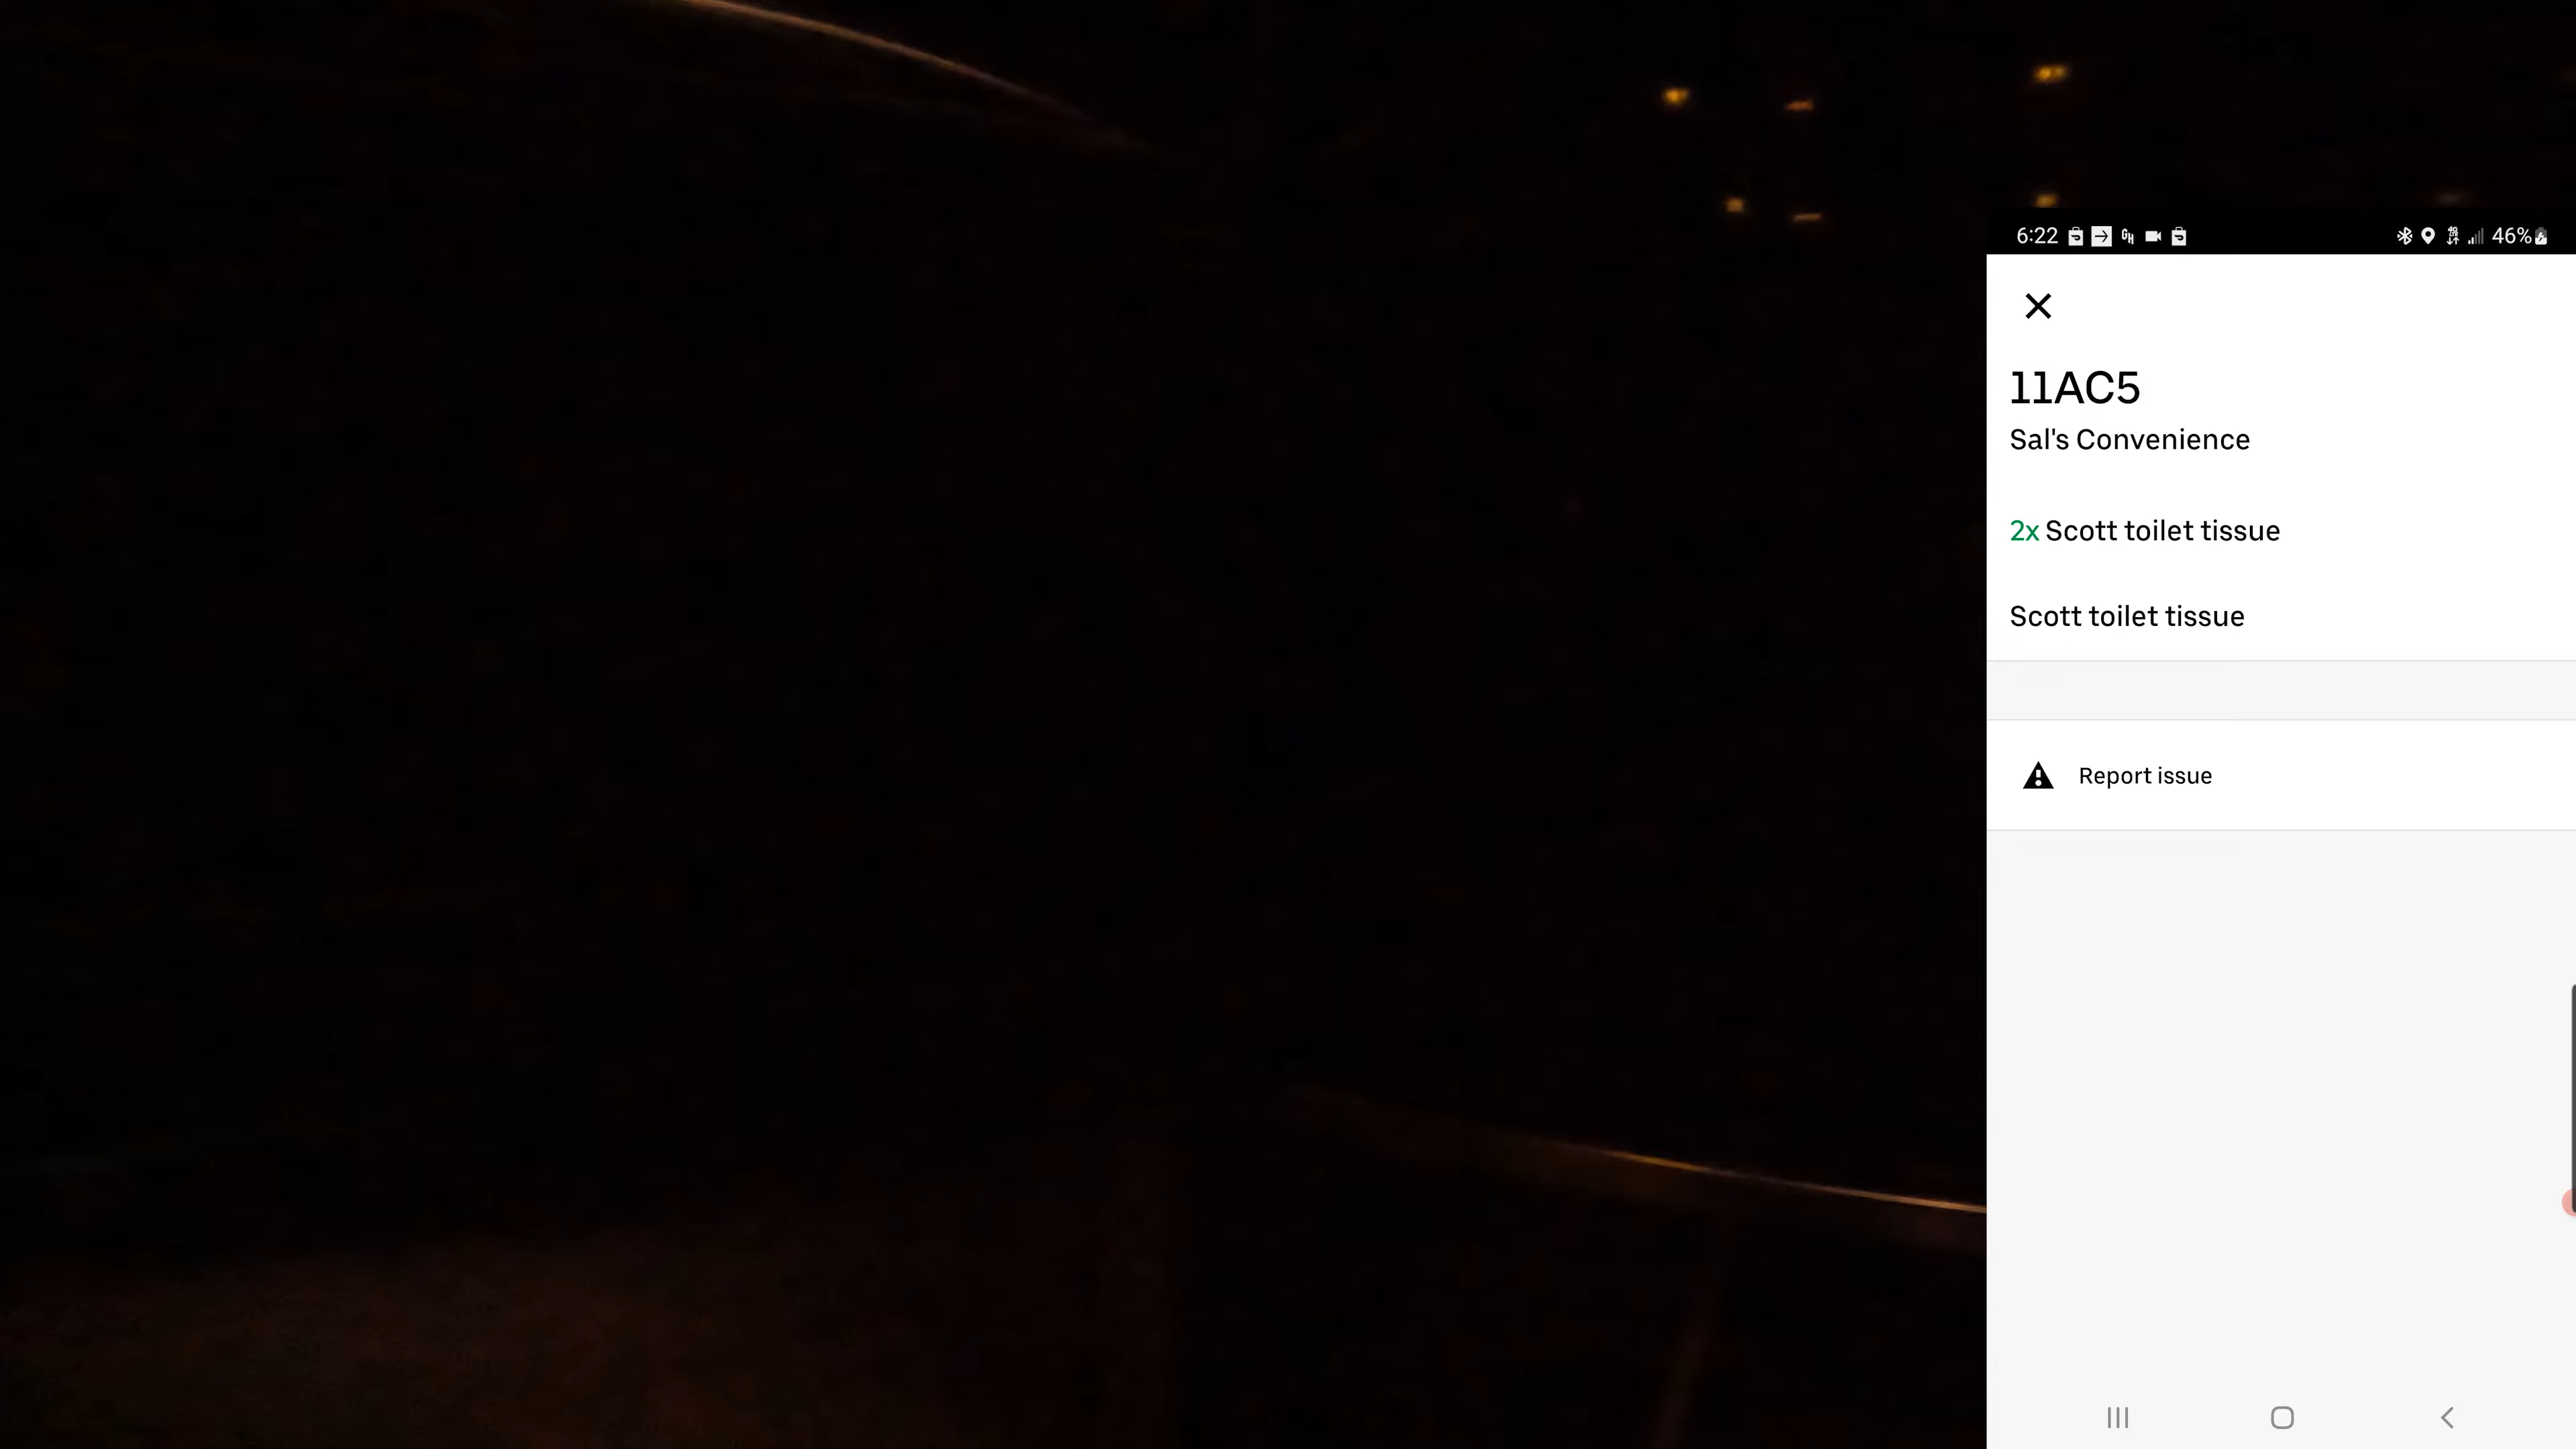 6:22 46%
11AC5
Sal's Convenience
2x Scott toilet tissue
Scott toilet tissue
Report issue